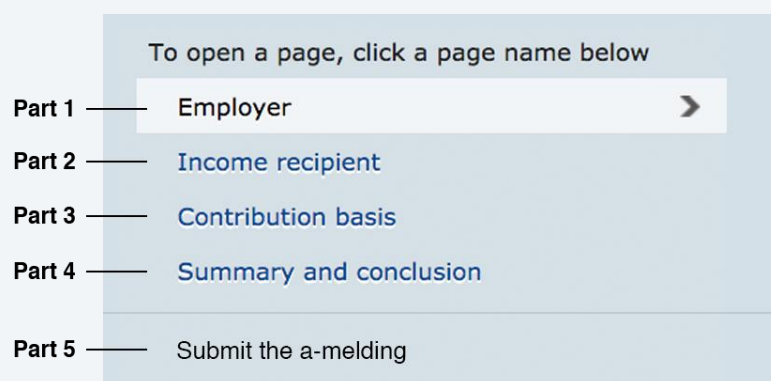 To open a page, click a page name below
Part 1 Employer
Part 2 Income recipient
Part 3 Contribution basis
Part 4 Summary and conclusion
Part 5 Submit the a-melding